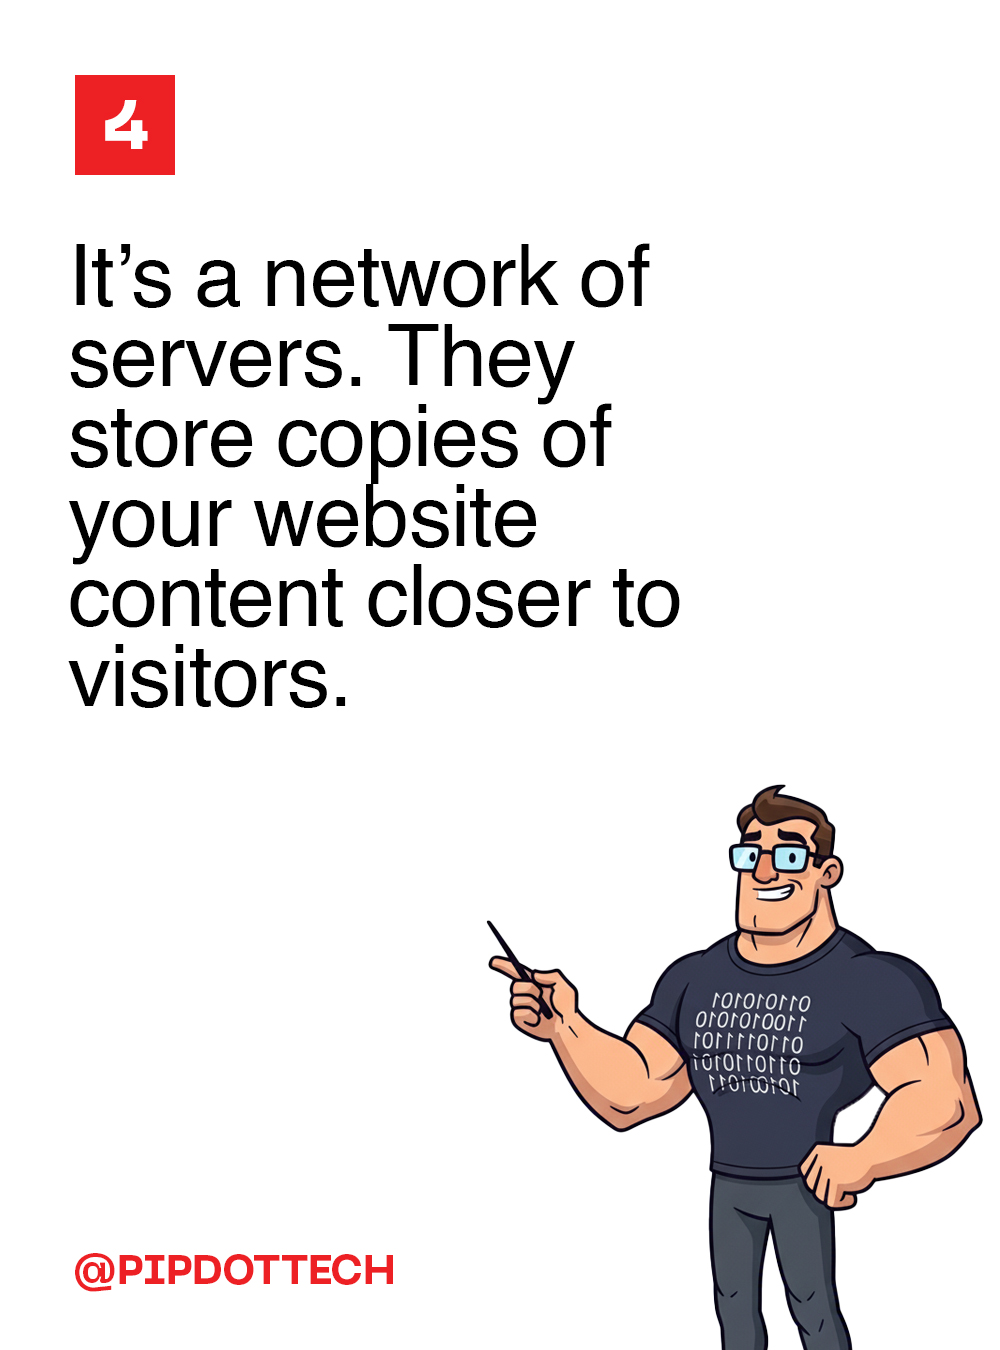 4
It’s a network of
servers. They
store copies of
your website
content closer to
visitors.
@PIPDOTTECH